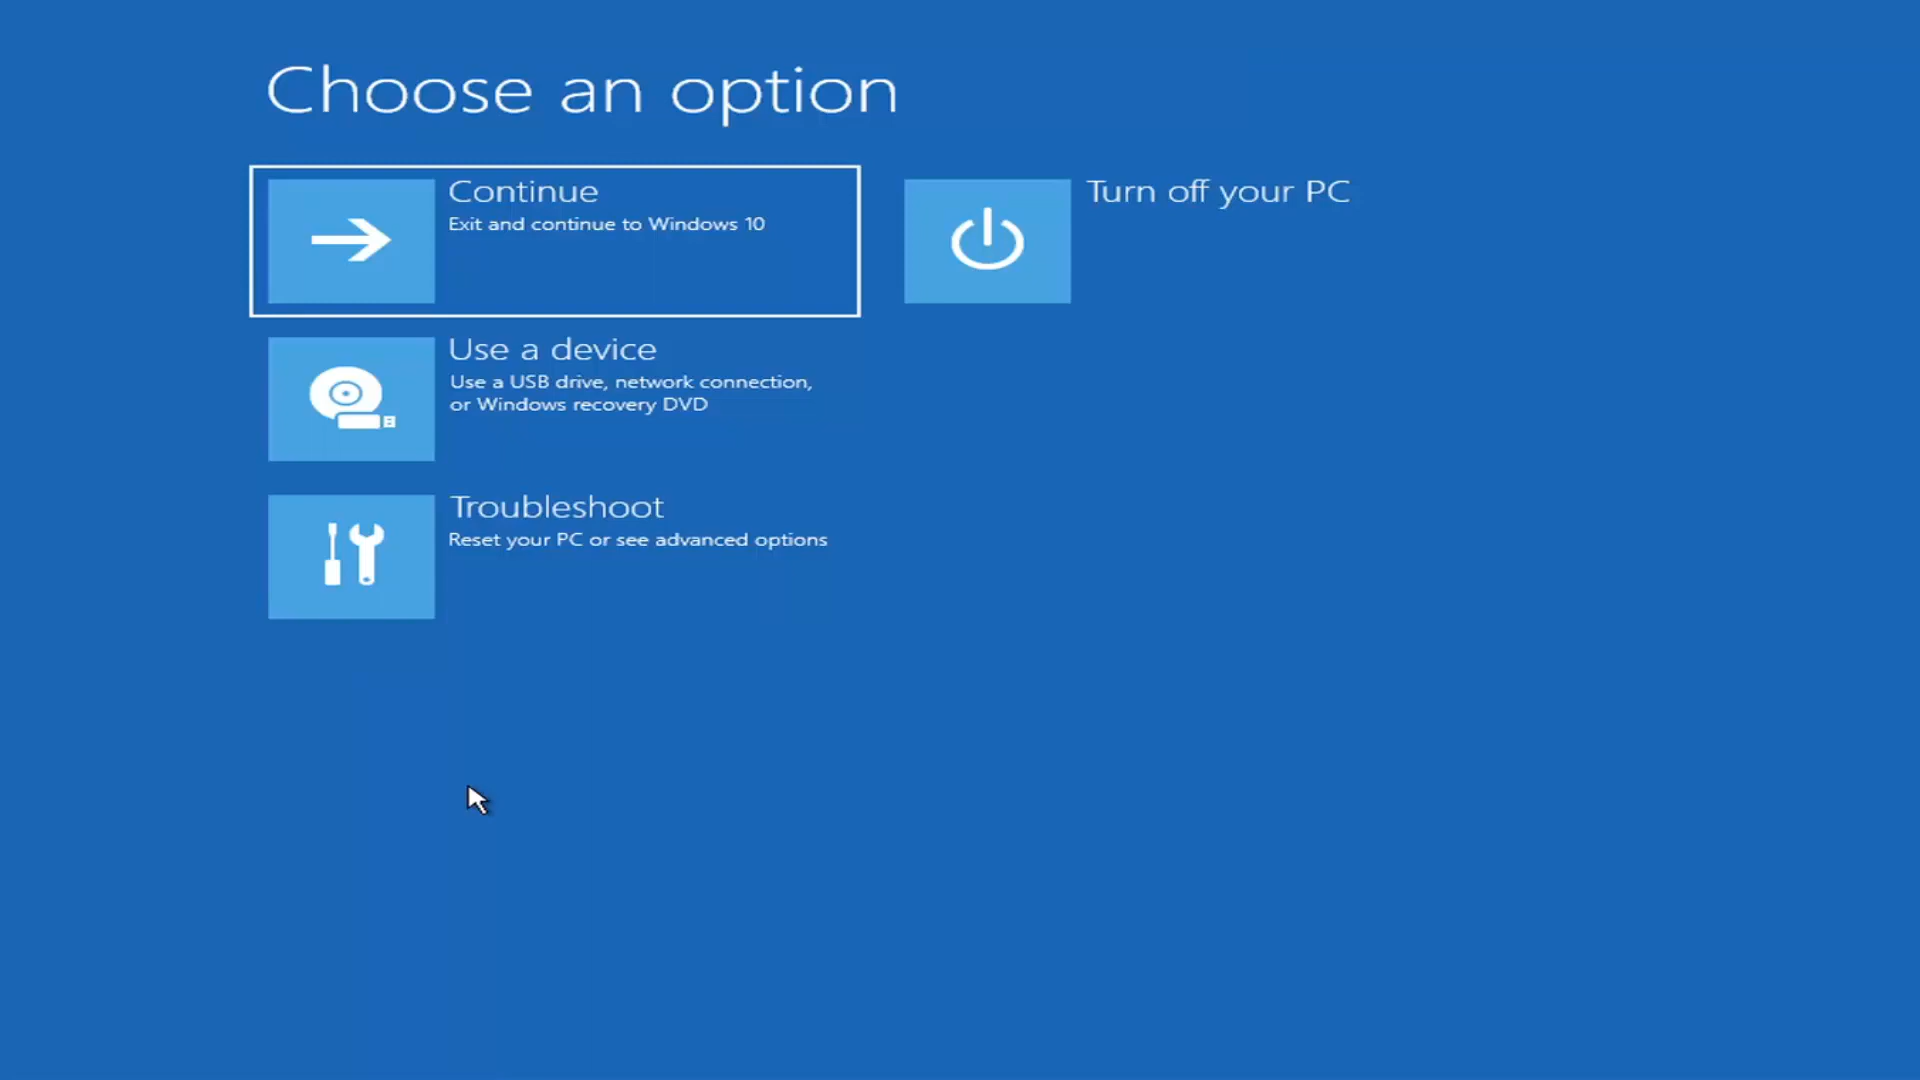 Choose an option
Continue
Exit and continue to Windows 10
Turn off your PC
Use a device
Use a USB drive, network connection,
or Windows recovery DVD
Troubleshoot
Reset your PC or see advanced options